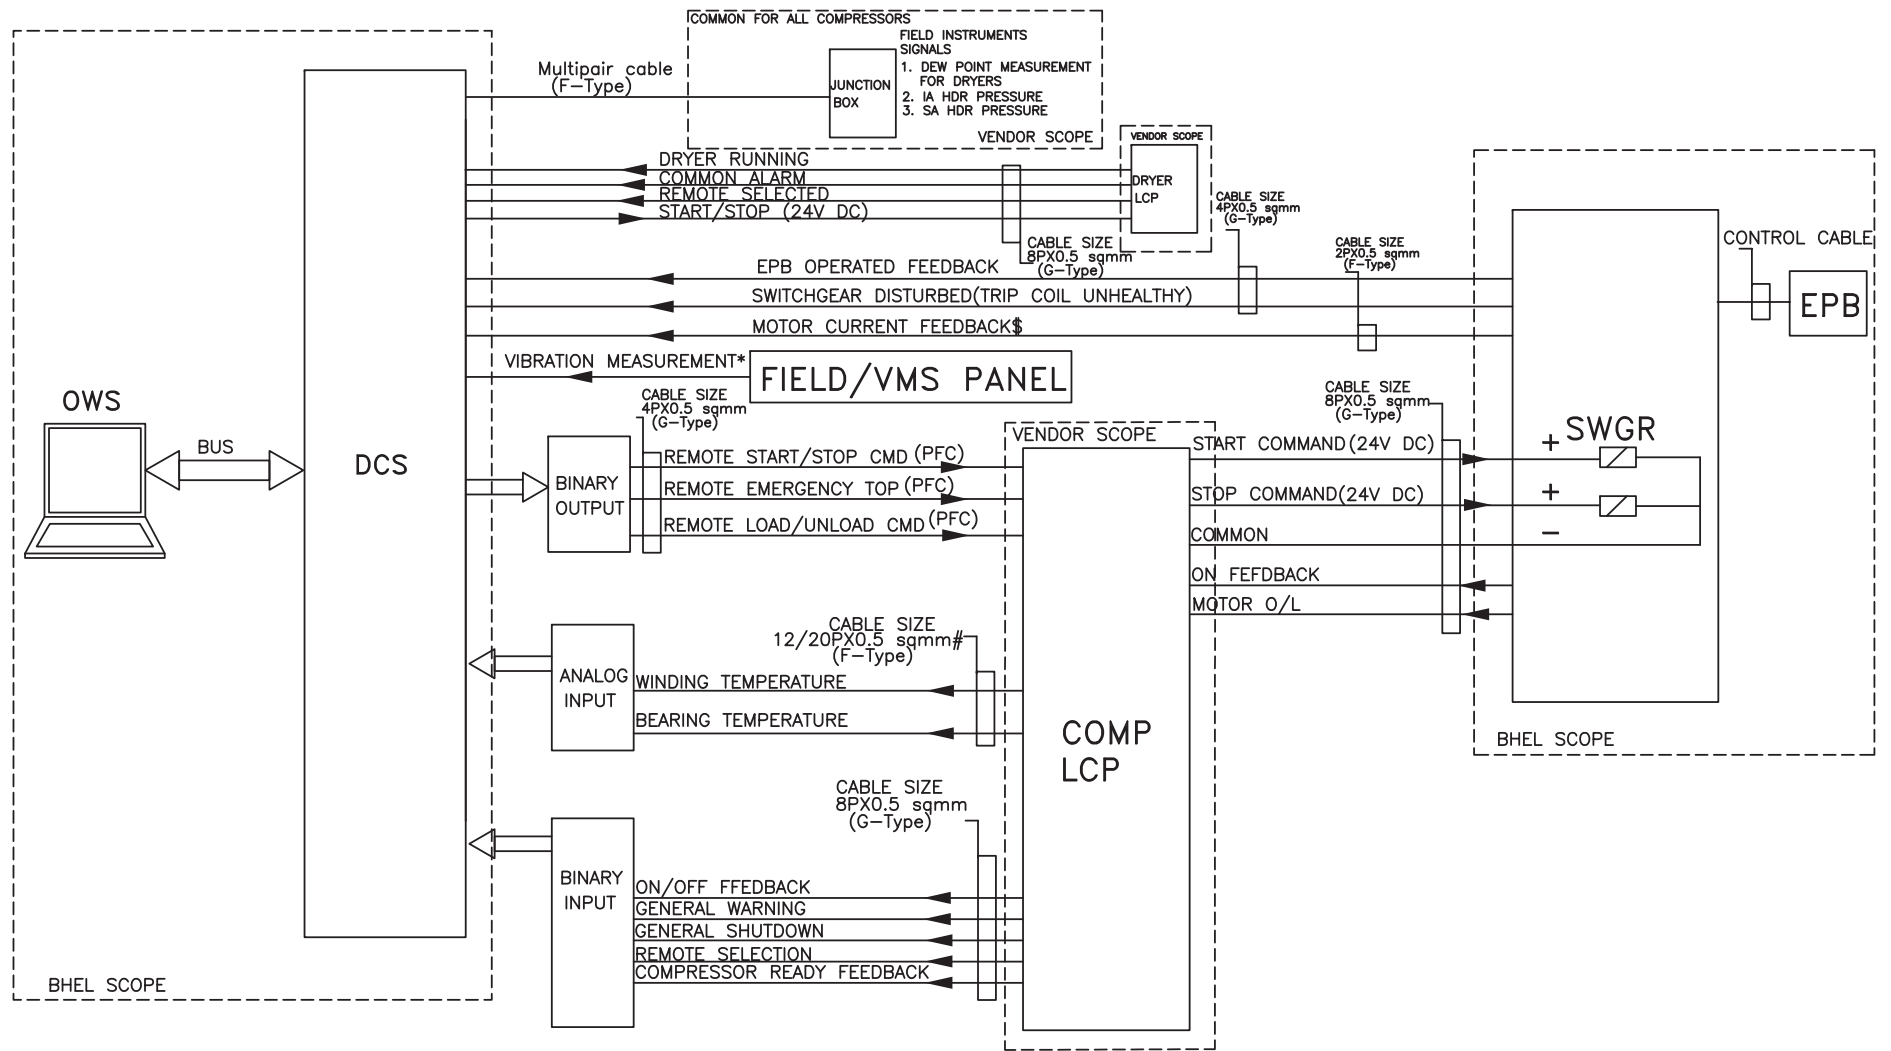 COMMON FOR ALL COMPRESSORS
FIELD INSTRUMENTS
SIGNALS
1. DEW POINT MEASUREMENT
FOR DRYERS
2. IA HDR PRESSURE
3. SA HDR PRESSURE
JUNCTION
BOX
VENDOR SCOPE
Multipair cable
(F-Type)
VENDOR SCOPE
DRYER
LCP
DRYER RUNNING
COMMON ALARM
REMOTE SELECTED
START/STOP (24V DC)
CABLE SIZE
8PX0.5 sqmm
(G-Type)
CABLE SIZE
4PX0.5 sqmm
(G-Type)
CABLE SIZE
2PX0.5 sqmm
(F-Type)
CONTROL CABLE
EPB
EPB OPERATED FEEDBACK
SWITCHGEAR DISTURBED(TRIP COIL UNHEALTHY)
MOTOR CURRENT FEEDBACK$
VIBRATION MEASUREMENT*
FIELD/VMS PANEL
OWS
BUS
DCS
CABLE SIZE
4PX0.5 sqmm
(G-Type)
BINARY
OUTPUT
REMOTE START/STOP CMD (PFC)
REMOTE EMERGENCY TOP (PFC)
REMOTE LOAD/UNLOAD CMD (PFC)
VENDOR SCOPE
CABLE SIZE
8PX0.5 sqmm
(G-Type)
START COMMAND(24V DC)
STOP COMMAND(24V DC)
COMMON
ON FEFDBACK
MOTOR O/L
SWGR
+
+
-
CABLE SIZE
12/20PX0.5 sqmm#
(F-Type)
ANALOG
INPUT
WINDING TEMPERATURE
BEARING TEMPERATURE
COMP
LCP
BHEL SCOPE
CABLE SIZE
8PX0.5 sqmm
(G-Type)
BINARY
INPUT
ON/OFF FFEDBACK
GENERAL WARNING
GENERAL SHUTDOWN
REMOTE SELECTION
COMPRESSOR READY FEEDBACK
BHEL SCOPE